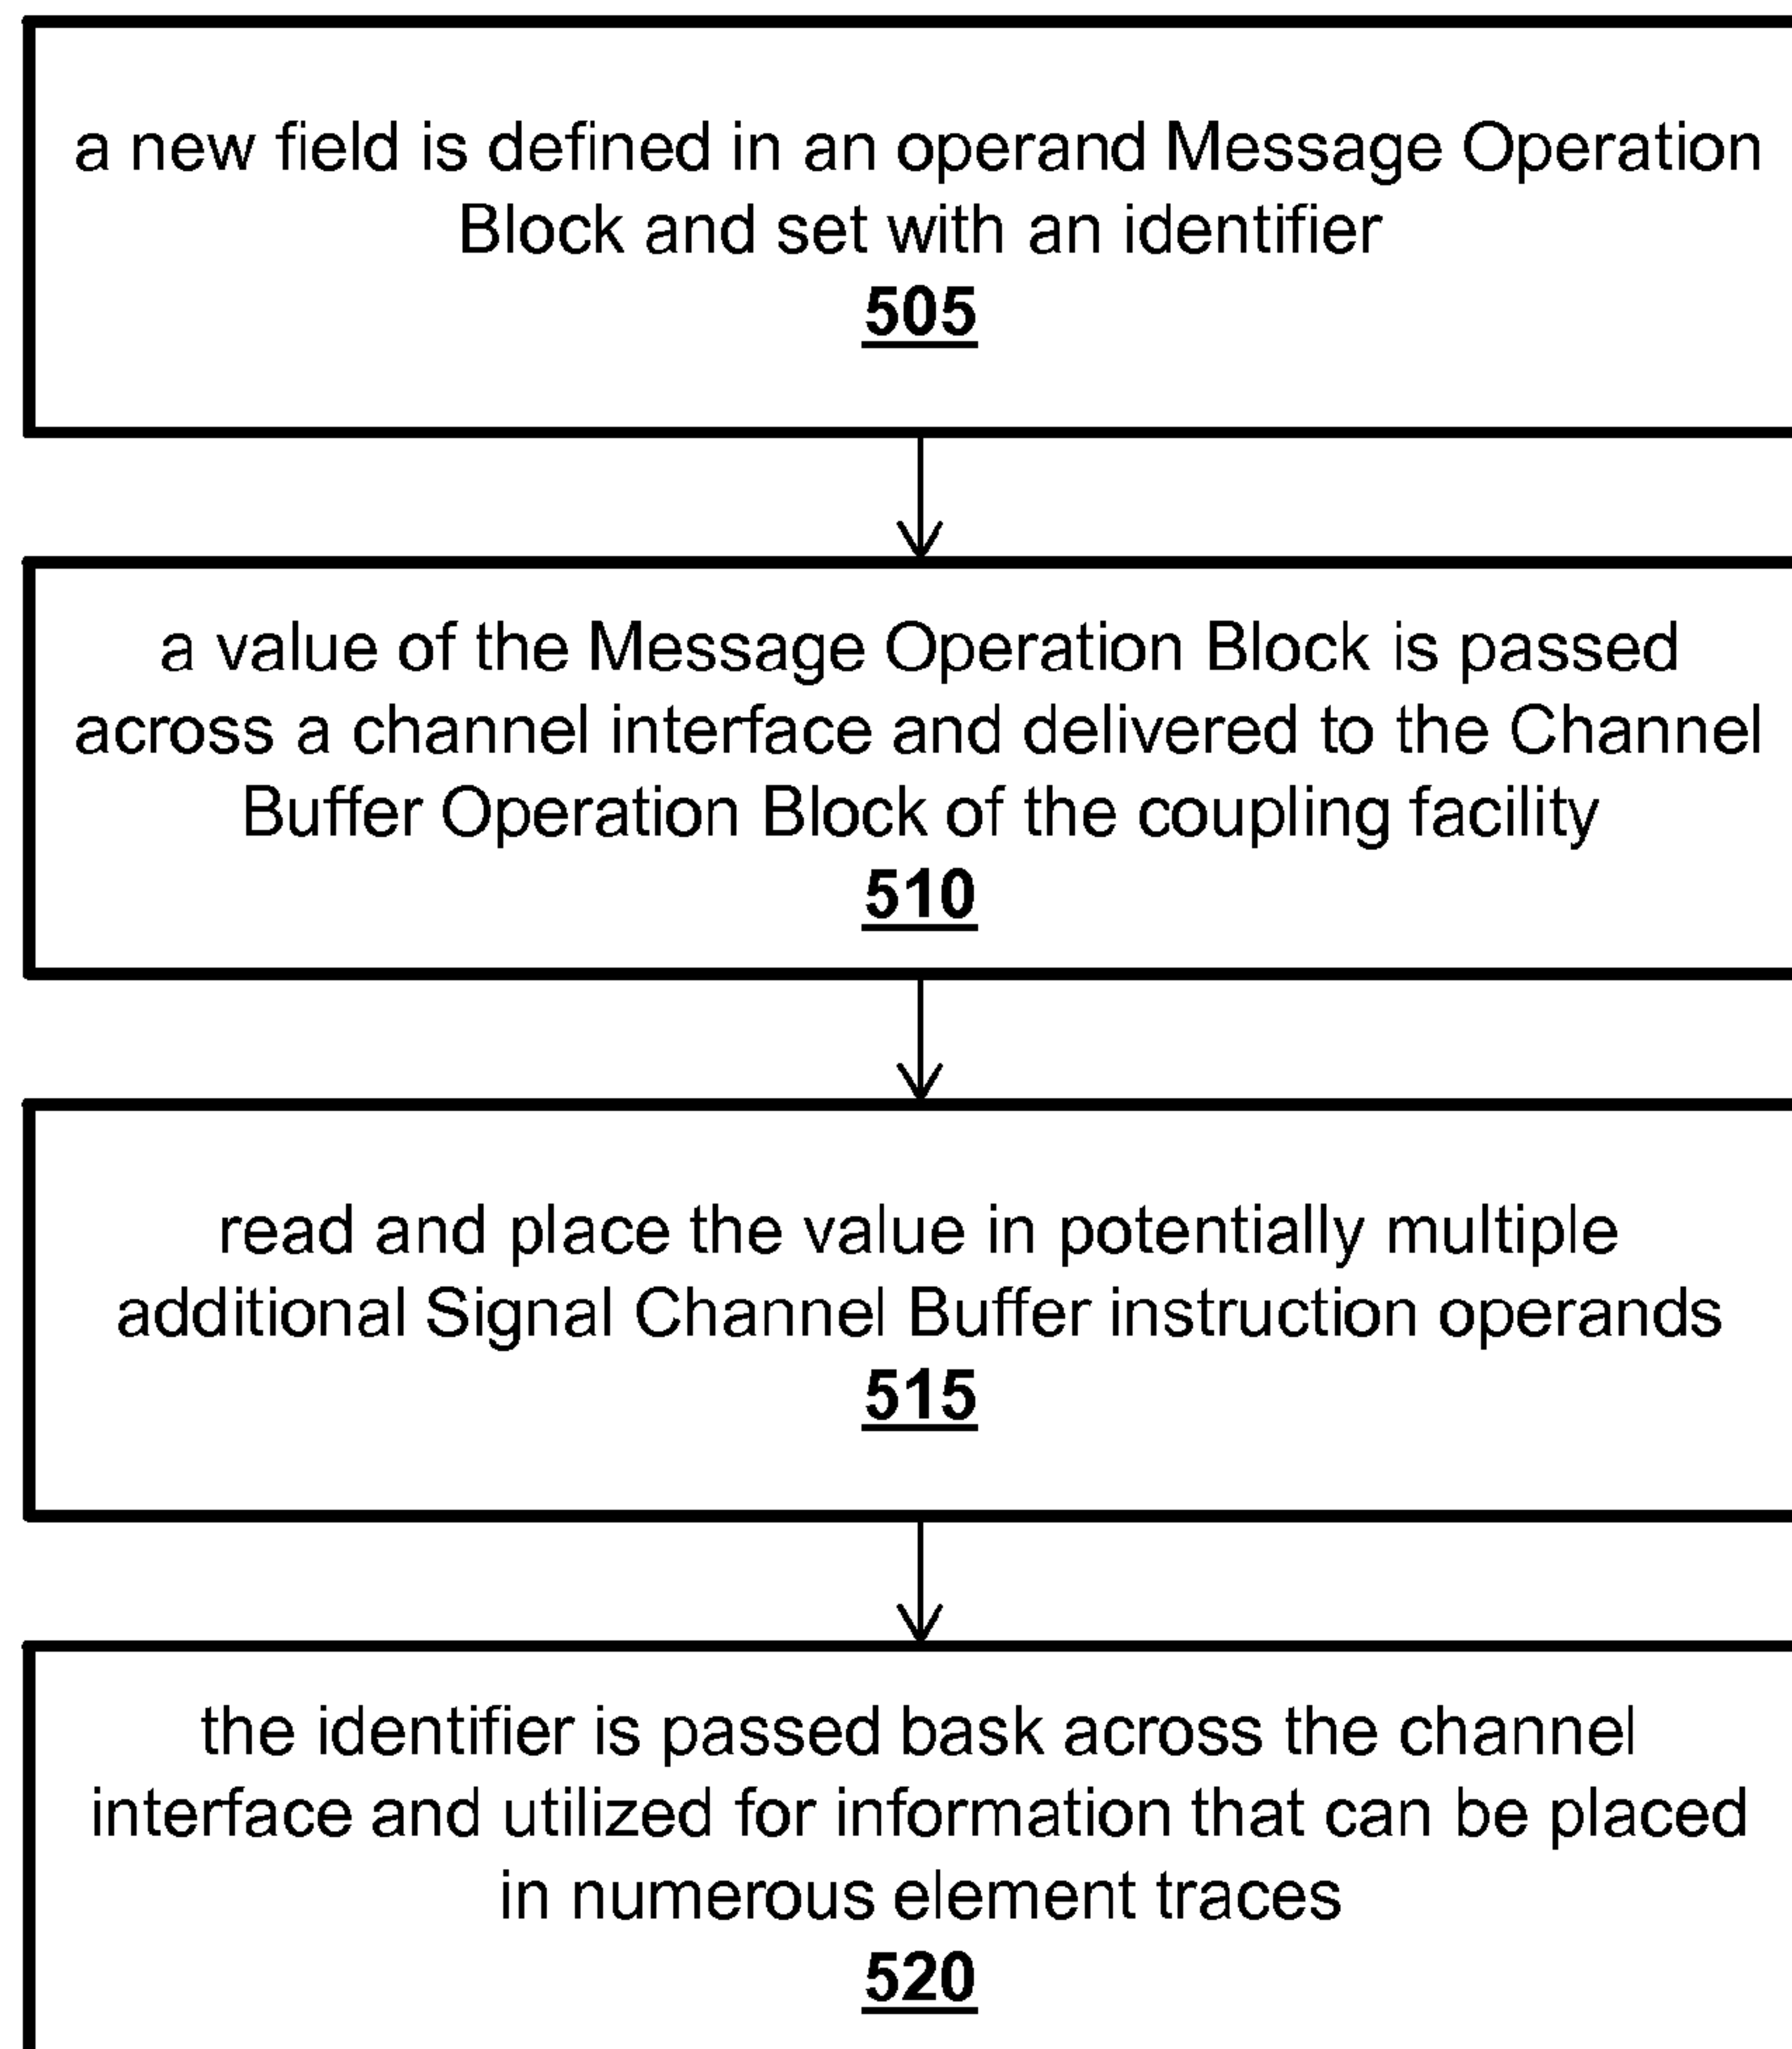 a new field is defined in an operand Message Operation
Block and set with an identifier
505
a value of the Message Operation Block is passed
across a channel interface and delivered to the Channel
Buffer Operation Block of the coupling facility
510
read and place the value in potentially multiple
additional Signal Channel Buffer instruction operands
515
the identifier is passed bask across the channel
interface and utilized for information that can be placed
in numerous element traces
520